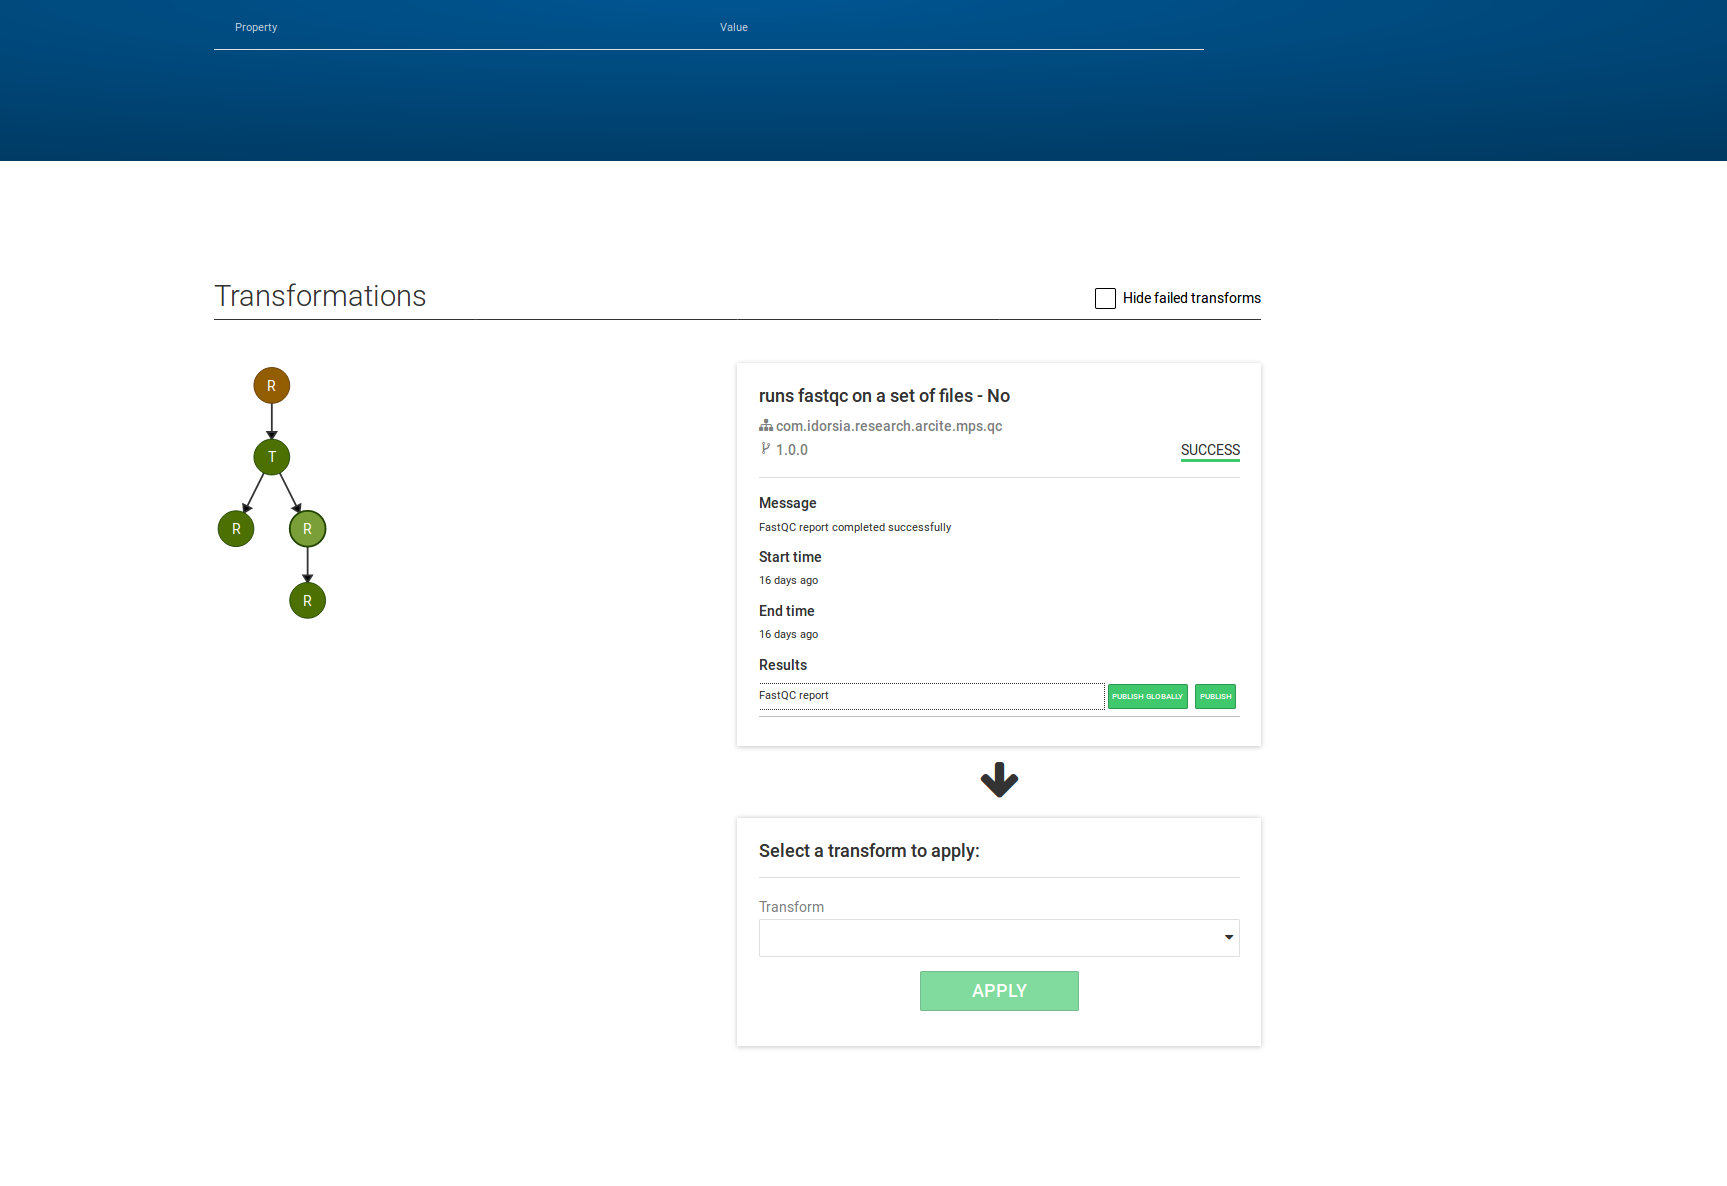 Property Value
Transformations
Hide failed transforms
R
T
R R
R
runs fastqc on a set of files - No
com.idorsia.research.arcite.mps.qc
1.0.0 SUCCESS
Message
FastQC report completed successfully
Start time
16 days ago
End time
16 days ago
Results
FastQC report PUBLISH GLOBALLY PUBLISH
Select a transform to apply:
Transform
APPLY